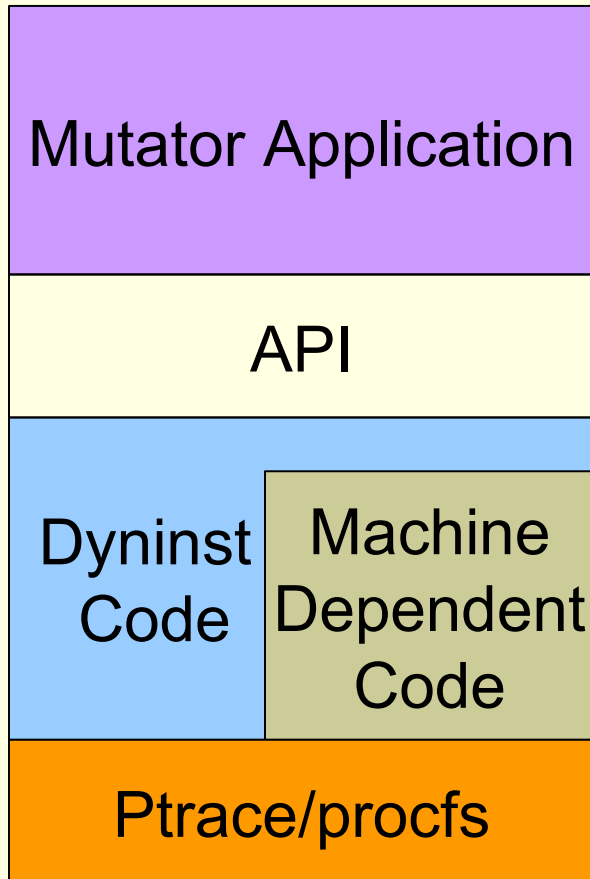 Mutator Application
API
Dyninst
Code
Machine
Dependent
Code
Ptrace/procfs